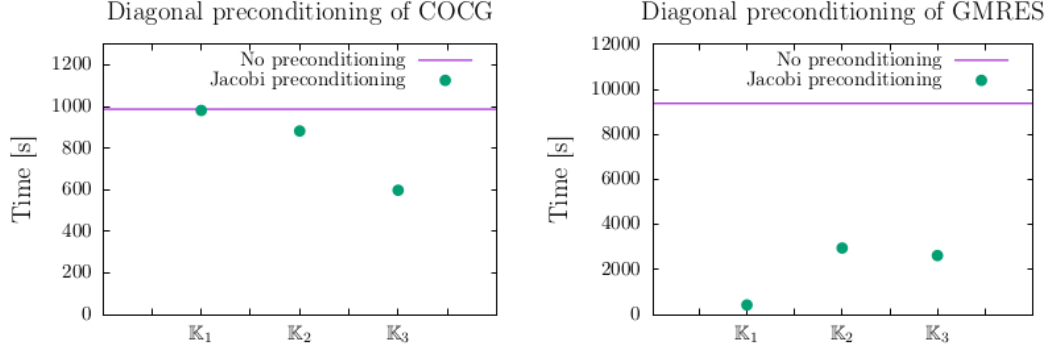 Diagonal preconditioning of COCG
No preconditioning
Jacobi preconditioning
Time [s]
1200
1000
800
600
400
200
0
𝕂₁ 𝕂₂ 𝕂₃
Diagonal preconditioning of GMRES
No preconditioning
Jacobi preconditioning
Time [s]
12000
10000
8000
6000
4000
2000
0
𝕂₁ 𝕂₂ 𝕂₃